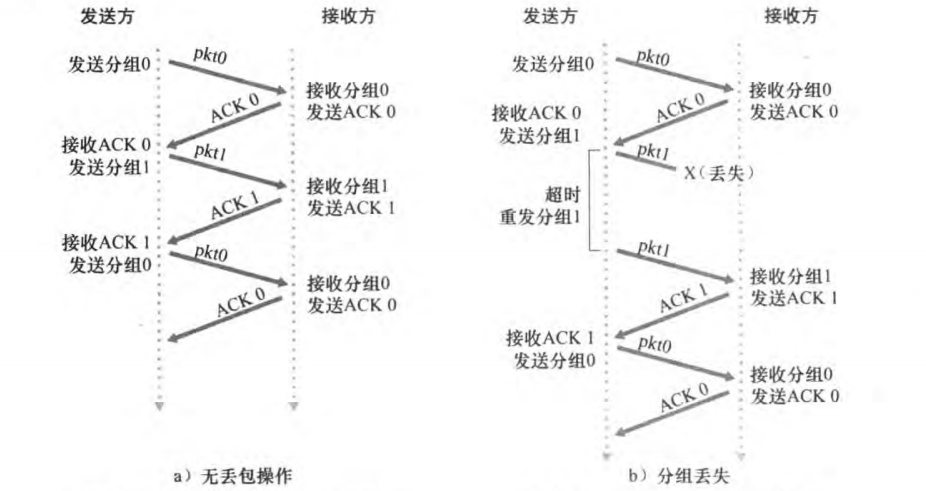 发送方
接收方
发送分组0
pkt0
接收分组0
发送ACK 0
ACK 0
接收ACK 0
发送分组1
pkt1
接收分组1
发送ACK 1
ACK 1
接收ACK 1
发送分组0
pkt0
接收分组0
发送ACK 0
ACK 0
a）无丢包操作
发送方
接收方
发送分组0
pkt0
接收分组0
发送ACK 0
ACK 0
接收ACK 0
发送分组1
pkt1
X（丢失）
超时
重发分组1
pkt1
接收分组1
发送ACK 1
ACK 1
接收ACK 1
发送分组0
pkt0
接收分组0
发送ACK 0
ACK 0
b）分组丢失